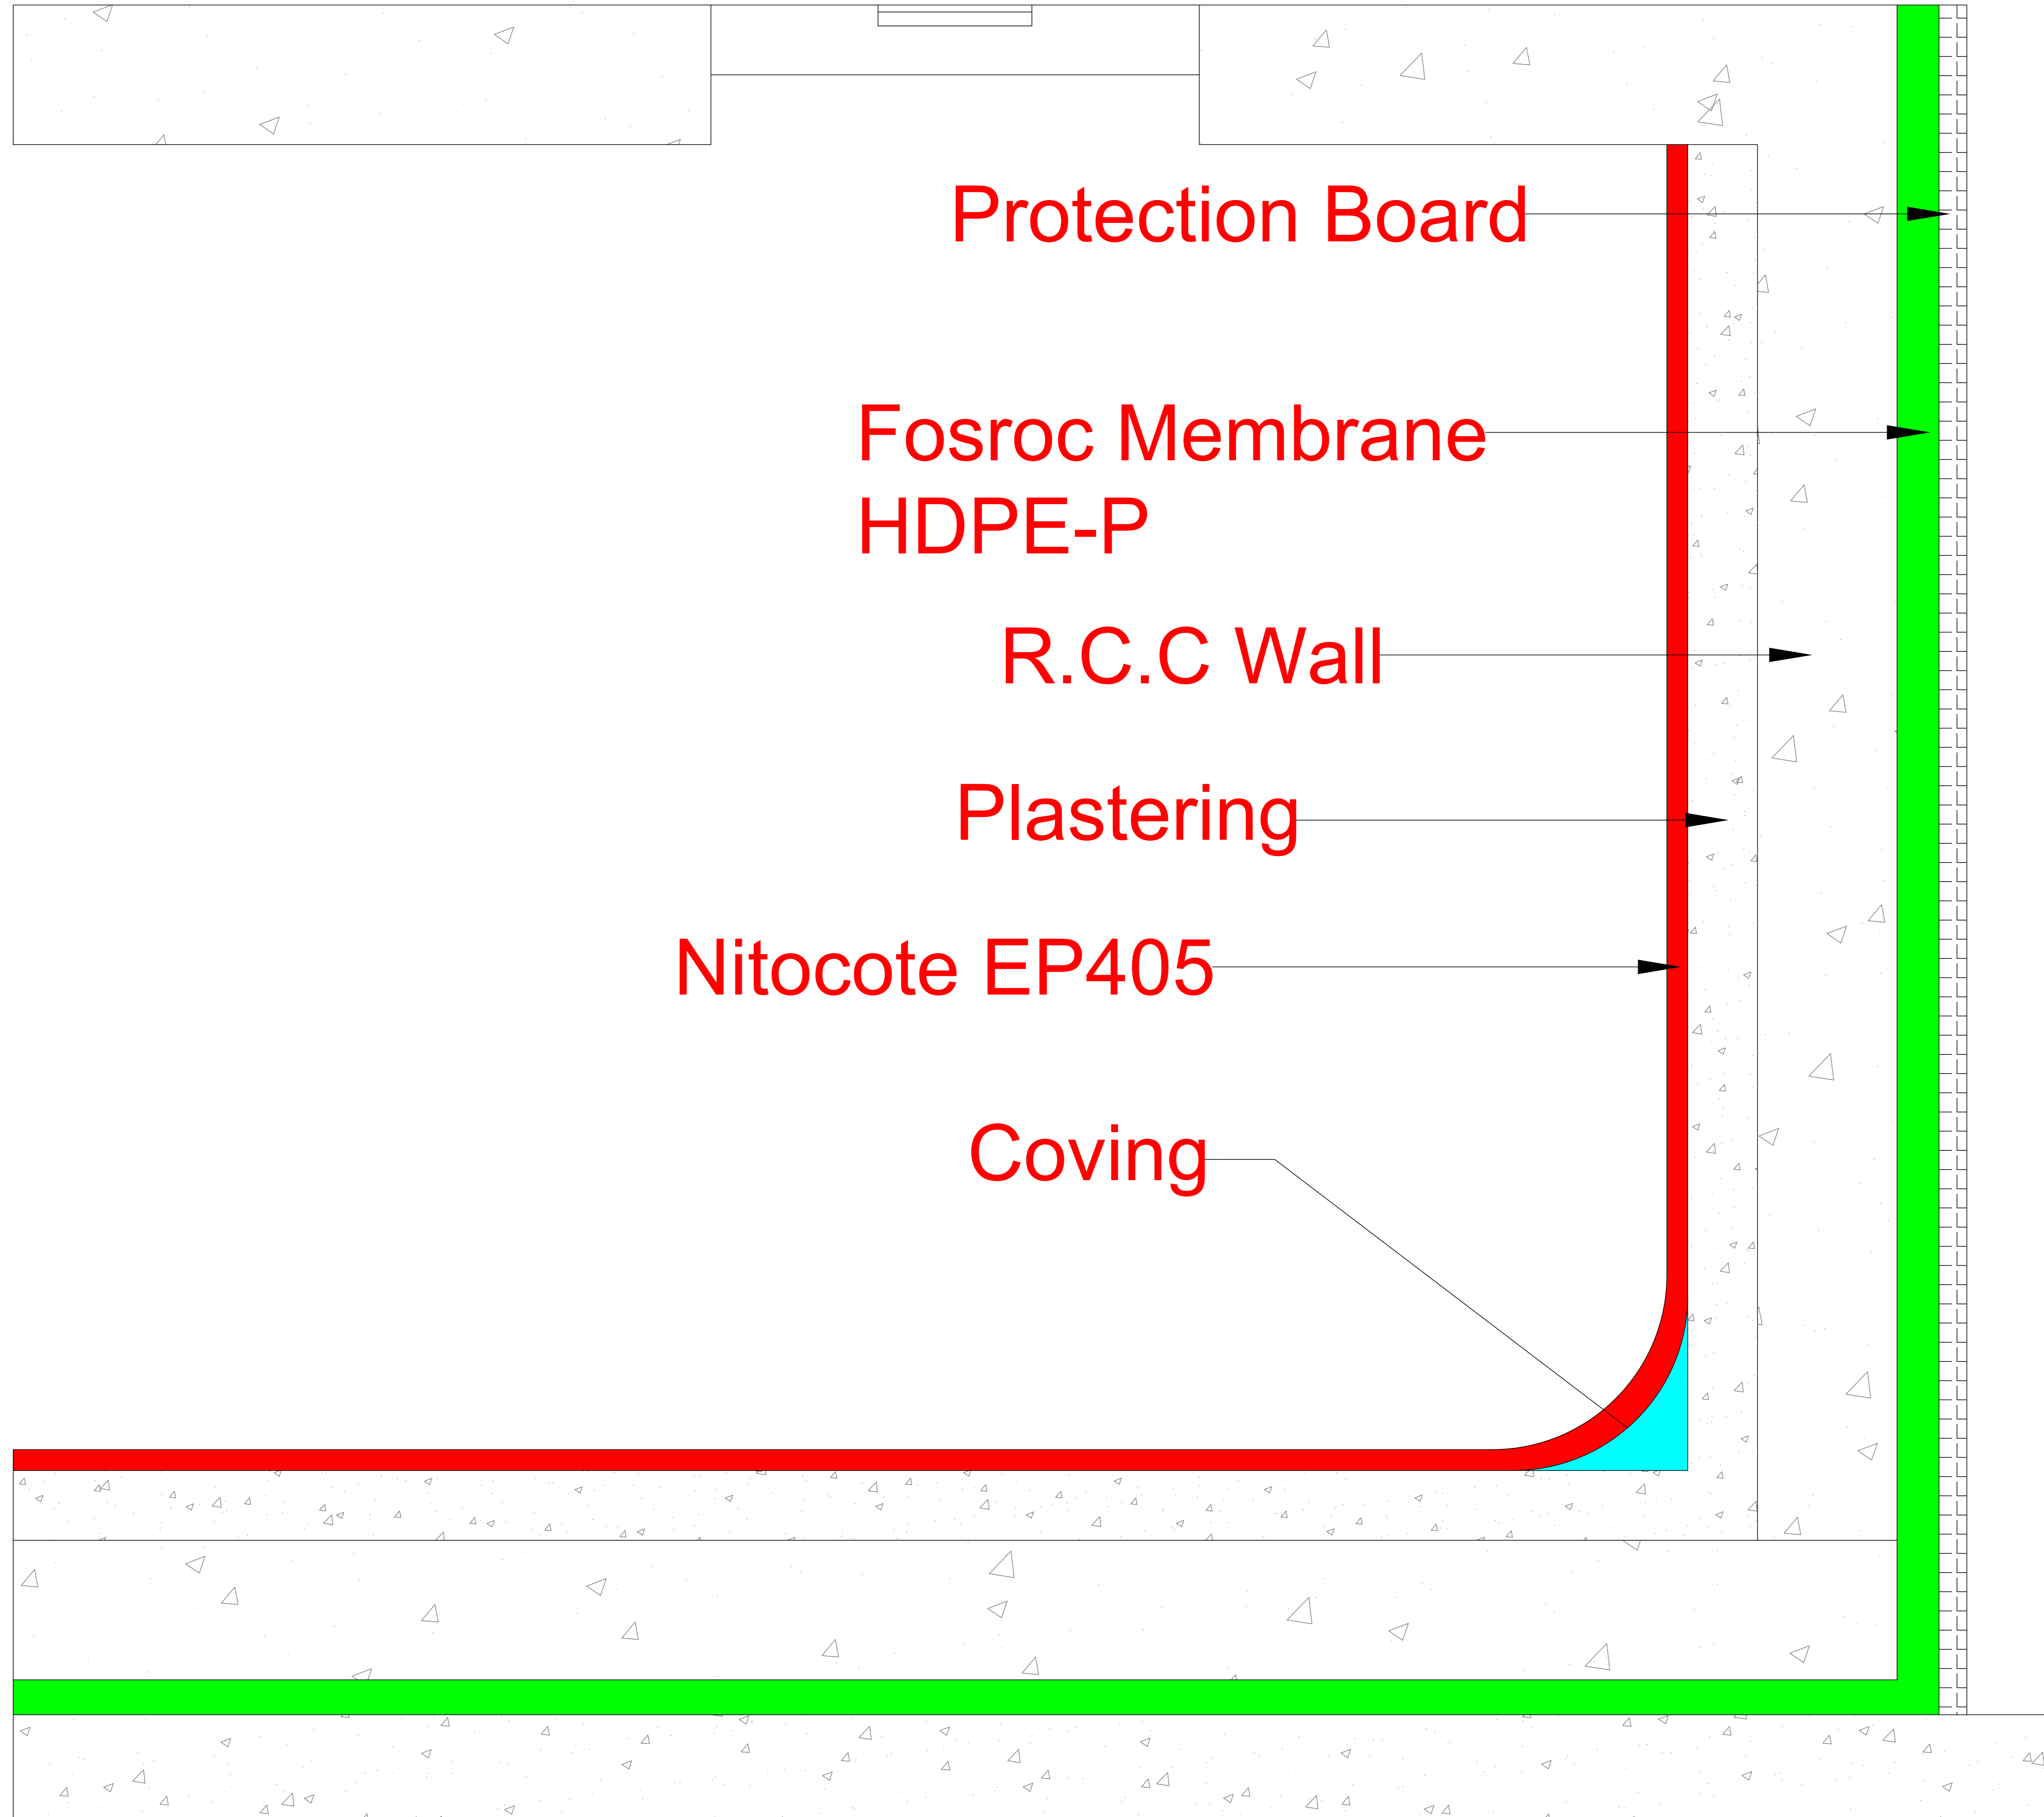 Protection Board
Fosroc Membrane
HDPE-P
R.C.C Wall
Plastering
Nitocote EP405
Coving